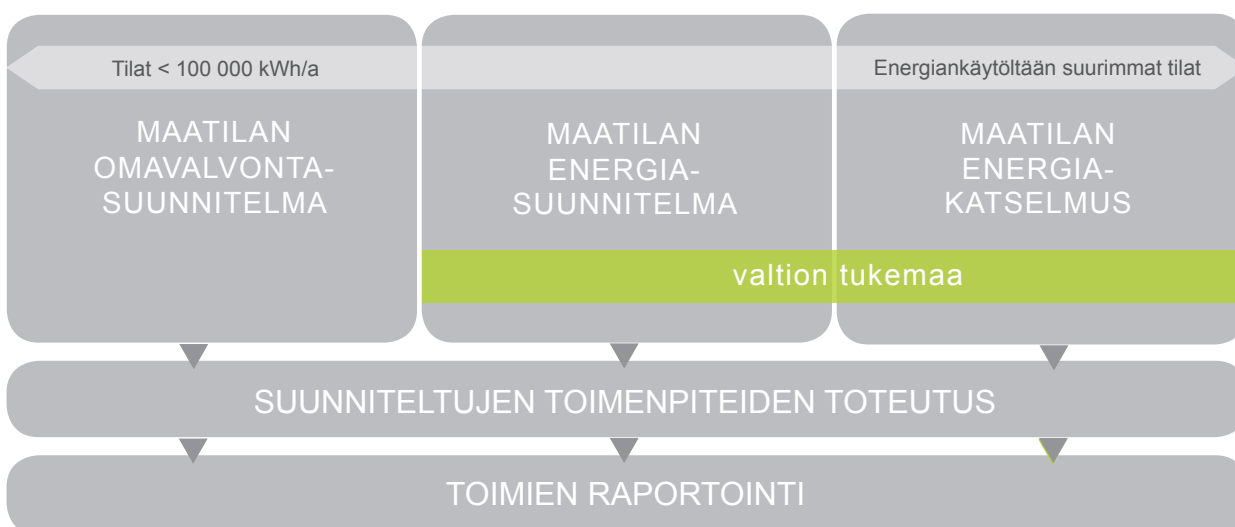 Tilat < 100 000 kWh/a
Energiankäytöltään suurimmat tilat
MAATILAN
OMAVALVONTA-
SUUNNITELMA
MAATILAN
ENERGIA-
SUUNNITELMA
MAATILAN
ENERGIA-
KATSELMUS
valtion tukemaa
SUUNNITELTUJEN TOIMENPITEIDEN TOTEUTUS
TOIMIEN RAPORTOINTI